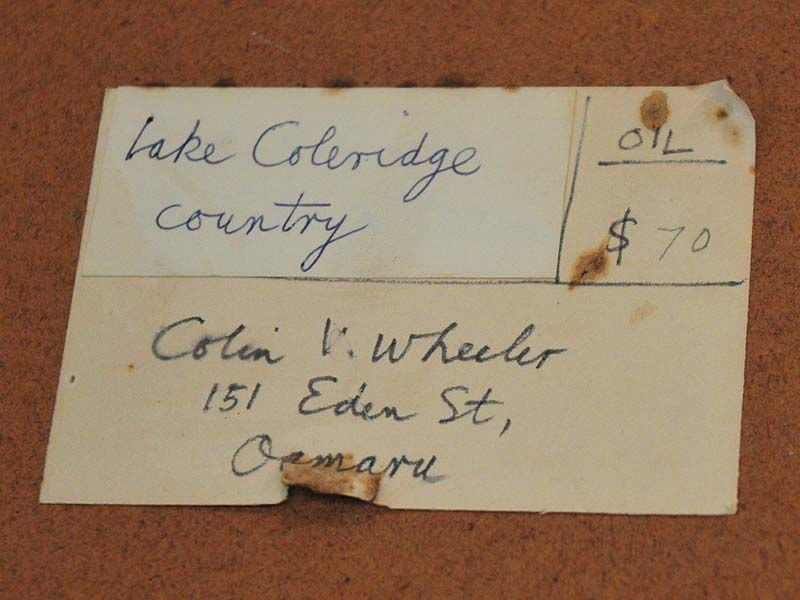 Lake Coleridge
country
OIL
$ 70
Colin V. Wheeler
151 Eden St,
Oamaru